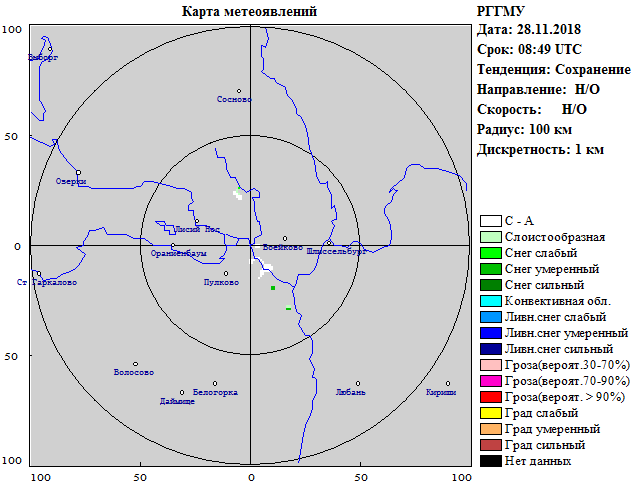 Карта метеоявлений
РГГМУ
Дата: 28.11.2018
Срок: 08:49 UTC
Тенденция: Сохранение
Направление: Н/О
Скорость: Н/О
Радиус: 100 км
Дискретность: 1 км
100
50
0
50
100
100
50
0
50
100
Выборг
Сосново
Озерки
Лисий Нос
Ораниенбаум
Воейково
Шлиссельбург
Ст Гаркалово
Пулково
Волосово
Даймище
Белогорка
Любань
Кириши
С - А
Слоистообразная
Снег слабый
Снег умеренный
Снег сильный
Конвективная обл.
Ливн.снег слабый
Ливн.снег умеренный
Ливн.снег сильный
Гроза(вероят.30-70%)
Гроза(вероят.70-90%)
Гроза(вероят. > 90%)
Град слабый
Град умеренный
Град сильный
Нет данных